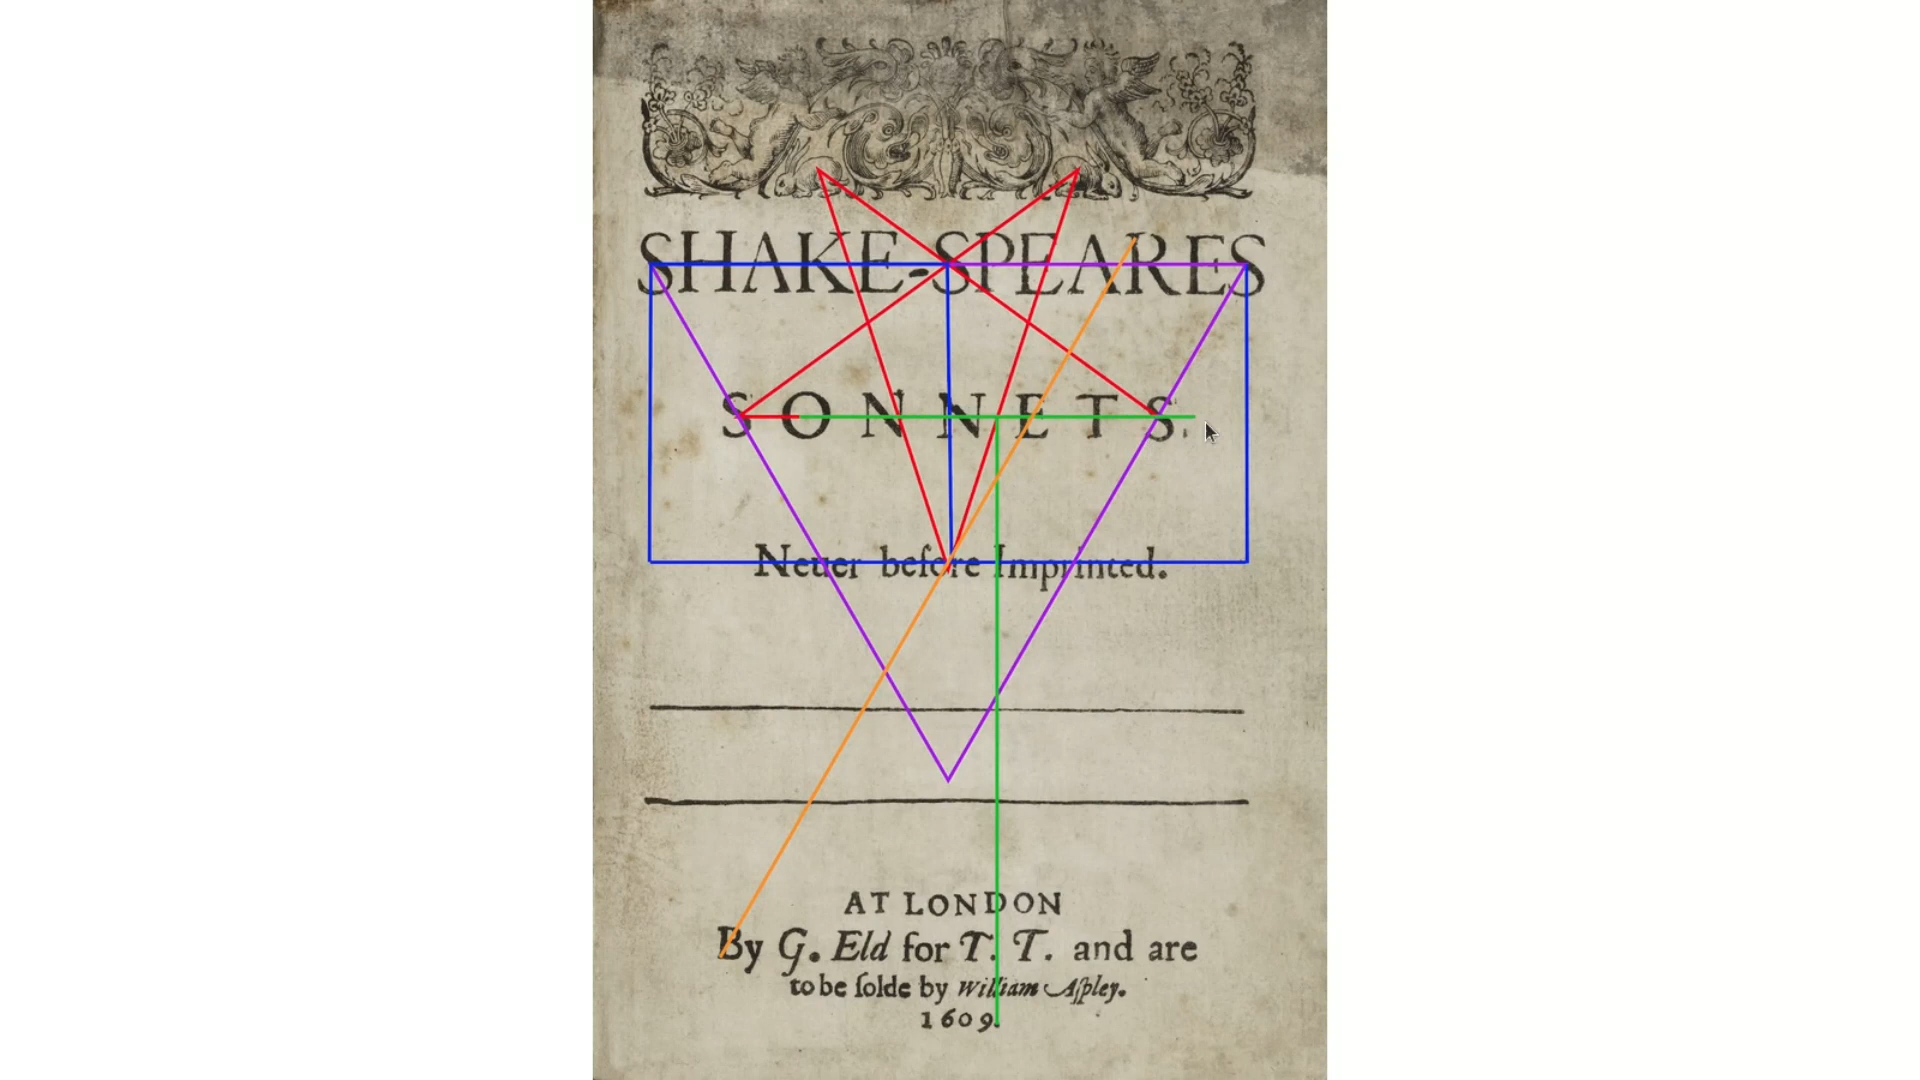 SHAKE-SPEARES
SONNETS.
Neuer before Imprinted.
AT LONDON
By G. Eld for T. T. and are
to be ſolde by William Aſpley.
1609.